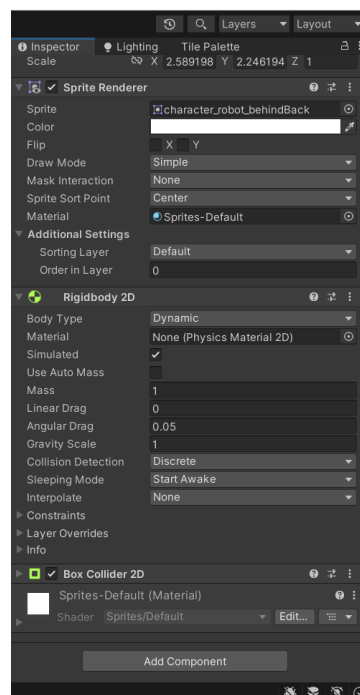 Layers Layout
Inspector Lighting Tile Palette
Scale X 2.589198 Y 2.246194 Z 1
Sprite Renderer
Sprite character_robot_behindBack
Color
Flip X Y
Draw Mode Simple
Mask Interaction None
Sprite Sort Point Center
Material Sprites-Default
Additional Settings
Sorting Layer Default
Order in Layer 0
Rigidbody 2D
Body Type Dynamic
Material None (Physics Material 2D)
Simulated
Use Auto Mass
Mass 1
Linear Drag 0
Angular Drag 0.05
Gravity Scale 1
Collision Detection Discrete
Sleeping Mode Start Awake
Interpolate None
Constraints
Layer Overrides
Info
Box Collider 2D
Sprites-Default (Material)
Shader Sprites/Default Edit...
Add Component